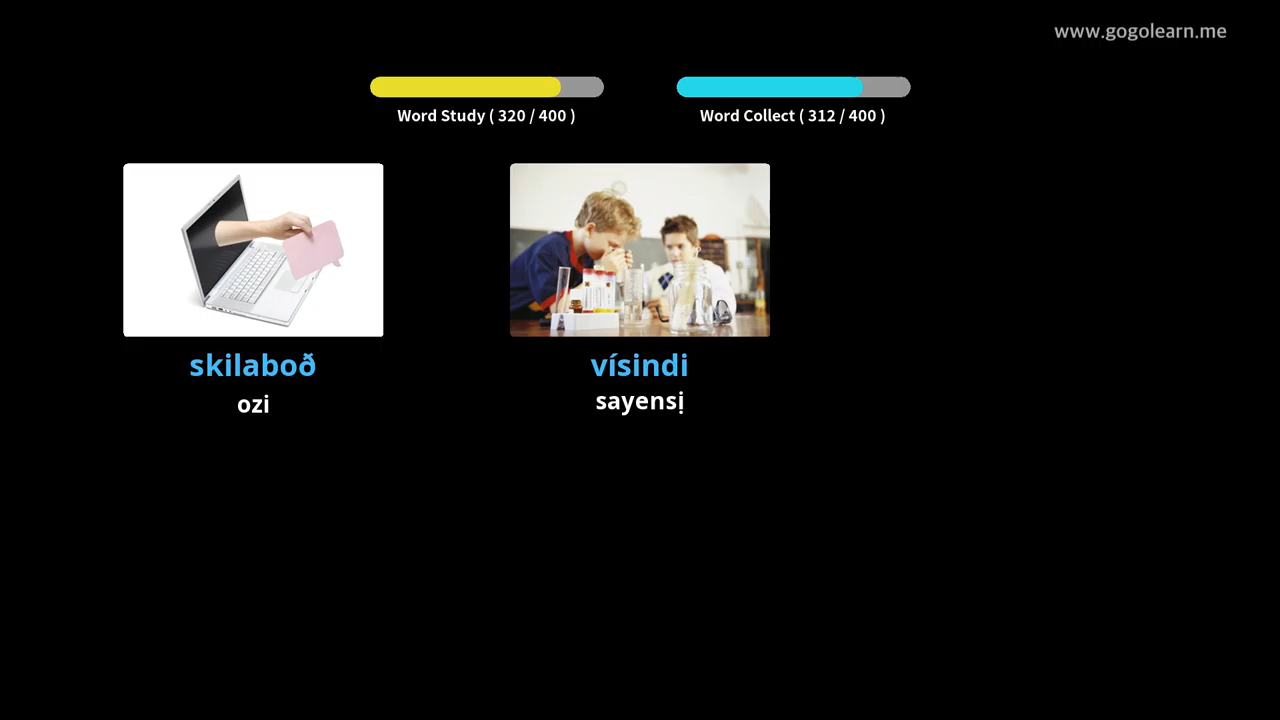 www.gogolearn.me
Word Study ( 320 / 400 )
Word Collect ( 312 / 400 )
skilaboð
ozi
vísindi
sayensị